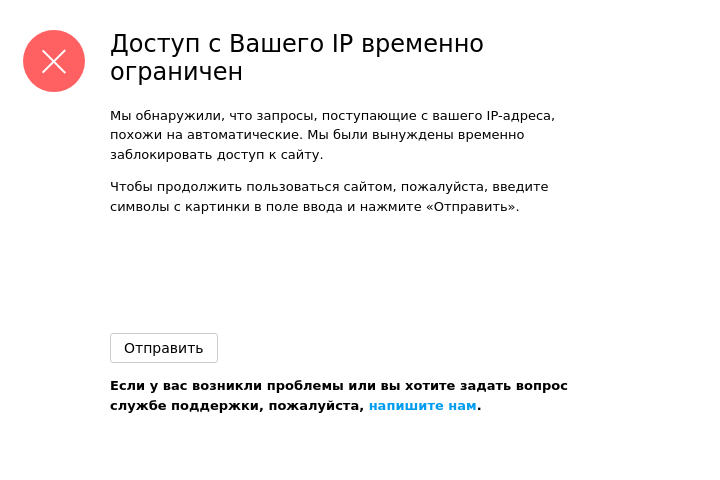 Доступ с Вашего IP временно
ограничен
Мы обнаружили, что запросы, поступающие с вашего IP-адреса,
похожи на автоматические. Мы были вынуждены временно
заблокировать доступ к сайту.
Чтобы продолжить пользоваться сайтом, пожалуйста, введите
символы с картинки в поле ввода и нажмите «Отправить».
Отправить
Если у вас возникли проблемы или вы хотите задать вопрос
службе поддержки, пожалуйста, напишите нам.